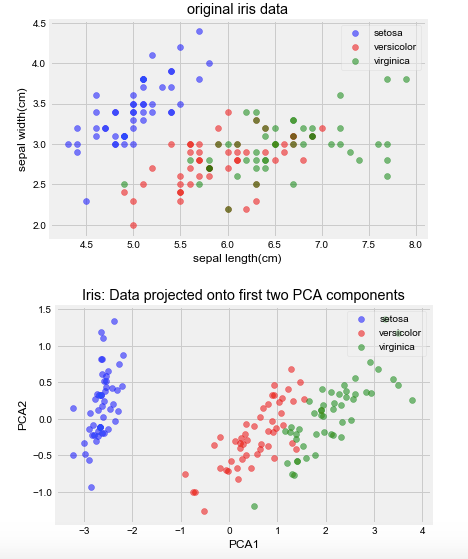 original iris data
4.5
4.0
3.5
3.0
2.5
2.0
sepal width(cm)
setosa
versicolor
virginica
4.5 5.0 5.5 6.0 6.5 7.0 7.5 8.0
sepal length(cm)
Iris: Data projected onto first two PCA components
1.5
1.0
0.5
0.0
−0.5
−1.0
PCA2
setosa
versicolor
virginica
−3 −2 −1 0 1 2 3 4
PCA1